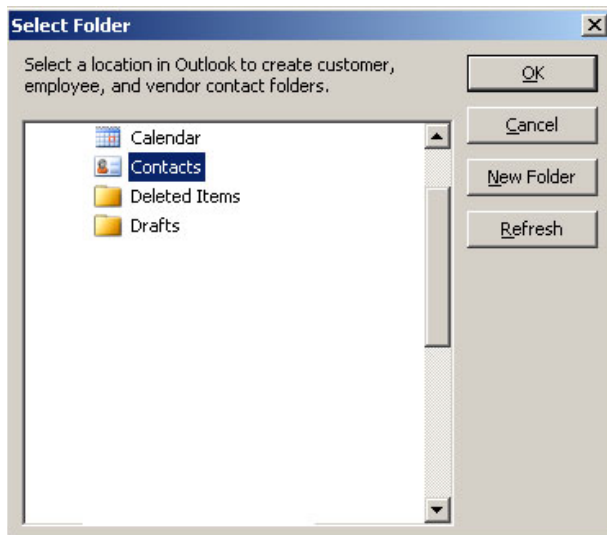 Select Folder
Select a location in Outlook to create customer,
employee, and vendor contact folders.
OK
Cancel
New Folder
Refresh
Calendar
Contacts
Deleted Items
Drafts